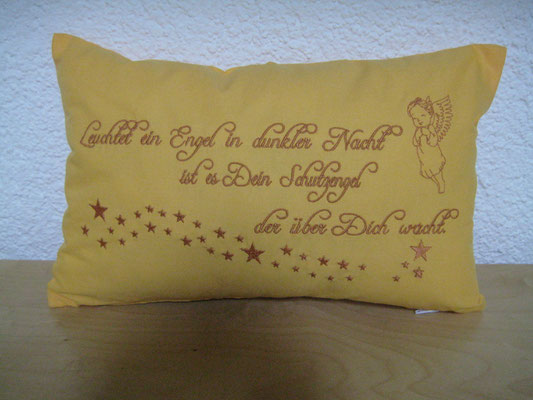 Leuchtet ein Engel in dunkler Nacht
ist es Dein Schutzengel
der über Dich wacht.